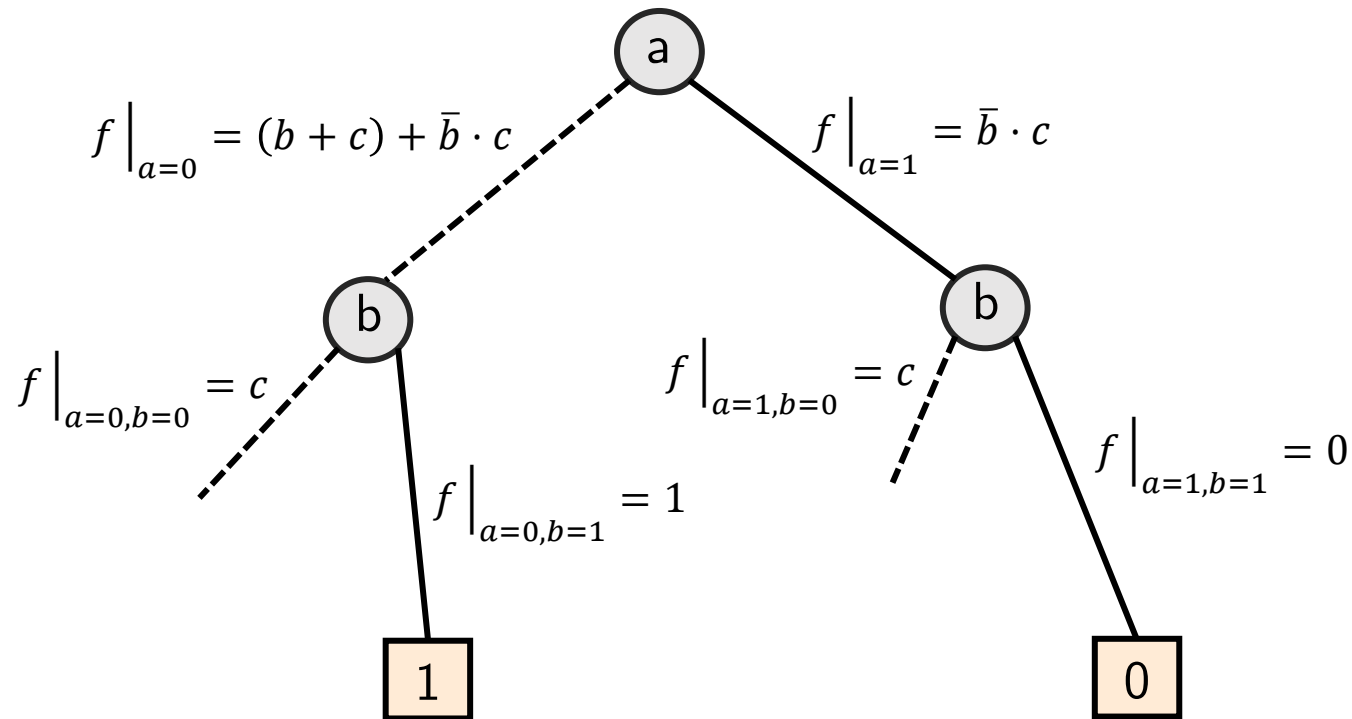 a
f|a=0 = (b + c) + b̄ · c
f|a=1 = b̄ · c
b
b
f|a=0,b=0 = c
f|a=1,b=0 = c
f|a=0,b=1 = 1
f|a=1,b=1 = 0
1
0